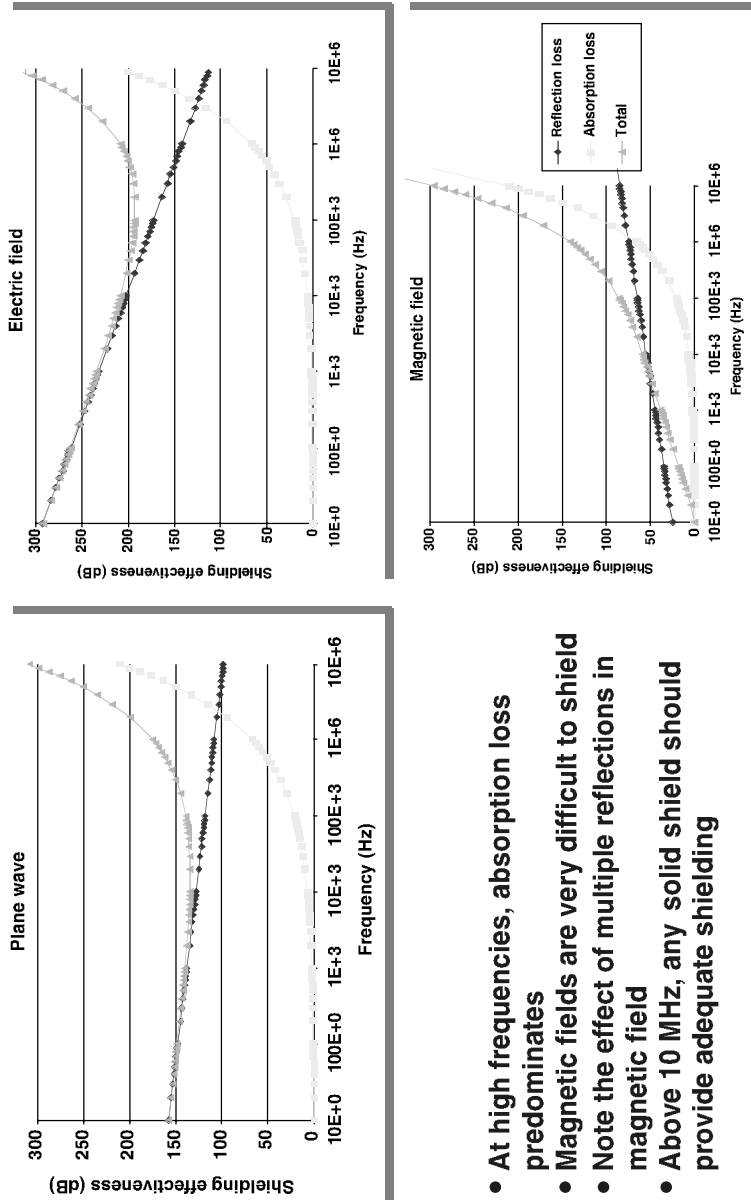 Plane wave
300
250
200
150
100
50
0
10E+0
100E+0
1E+3
10E+3
100E+3
1E+6
10E+6
Frequency (Hz)
Shielding effectiveness (dB)
Electric field
300
250
200
150
100
50
0
10E+0
100E+0
1E+3
10E+3
100E+3
1E+6
10E+6
Frequency (Hz)
Shielding effectiveness (dB)
• At high frequencies, absorption loss
predominates
• Magnetic fields are very difficult to shield
• Note the effect of multiple reflections in
magnetic field
• Above 10 MHz, any solid shield should
provide adequate shielding
Magnetic field
300
250
200
150
100
50
0
10E+0
100E+0
1E+3
10E+3
100E+3
1E+6
10E+6
Frequency (Hz)
Shielding effectiveness (dB)
Reflection loss
Absorption loss
Total